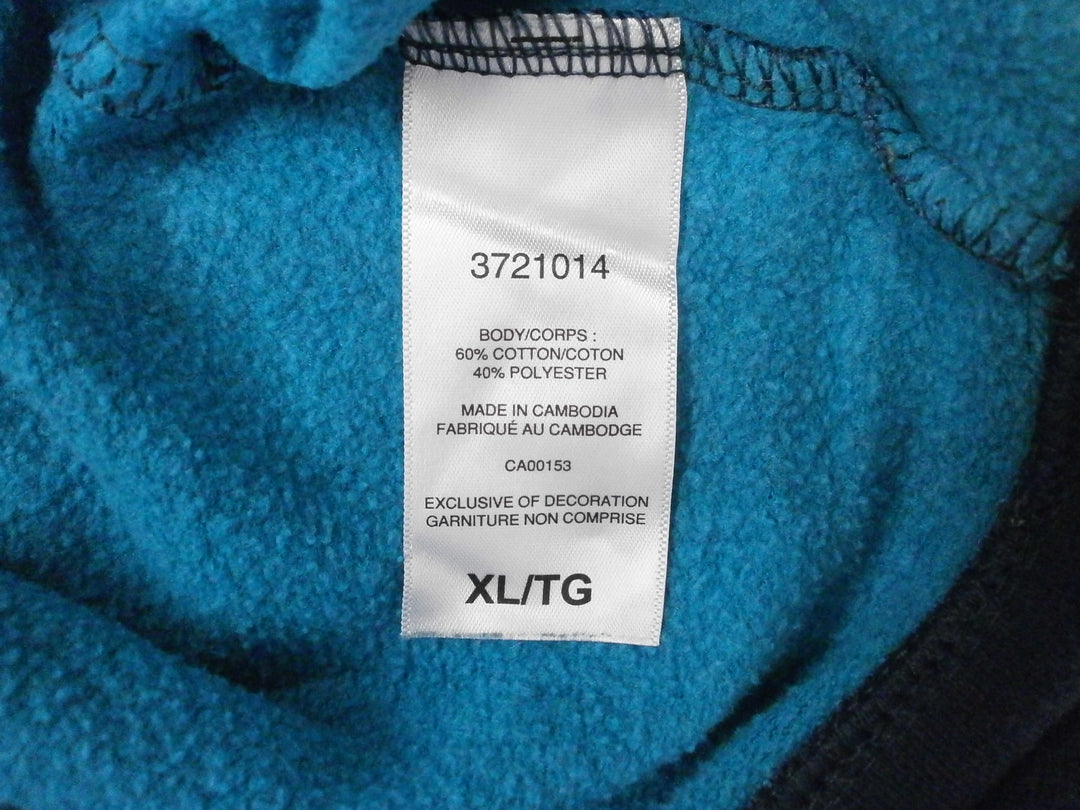 3721014
BODY/CORPS :
60% COTTON/COTON
40% POLYESTER
MADE IN CAMBODIA
FABRIQUÉ AU CAMBODGE
CA00153
EXCLUSIVE OF DECORATION
GARNITURE NON COMPRISE
XL/TG